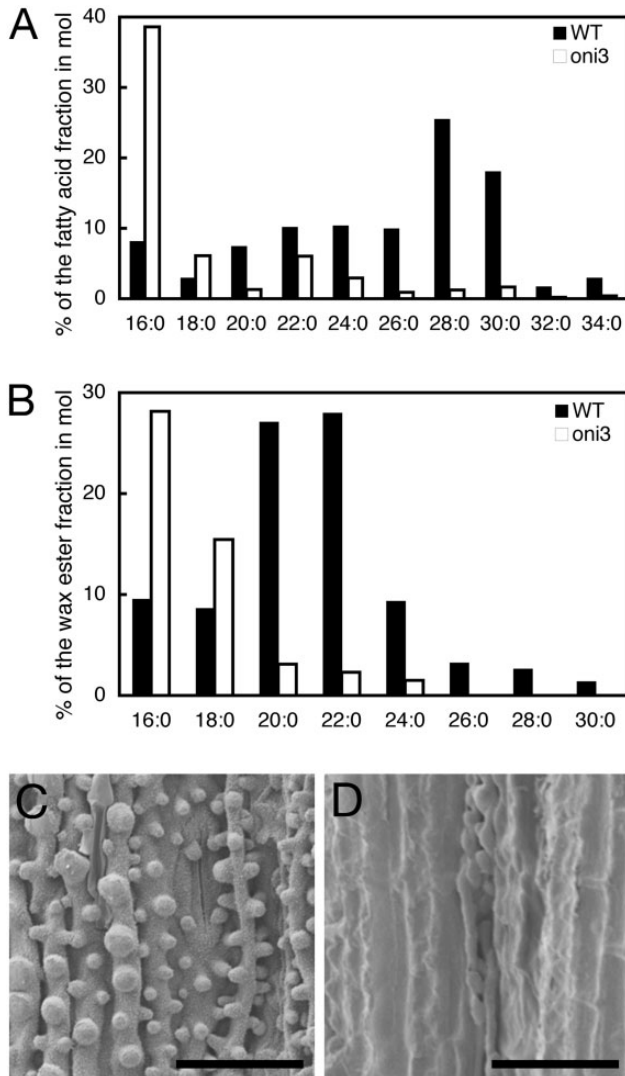 A
% of the fatty acid fraction in mol
40
30
20
10
0
WT
oni3
16:0 18:0 20:0 22:0 24:0 26:0 28:0 30:0 32:0 34:0
B
% of the wax ester fraction in mol
30
20
10
0
WT
oni3
16:0 18:0 20:0 22:0 24:0 26:0 28:0 30:0
C
D